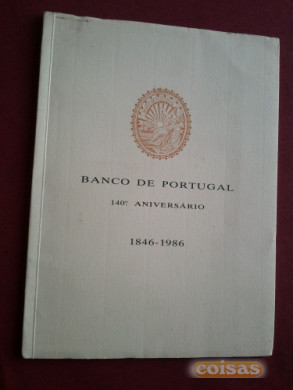 BANCO DE PORTUGAL
140º ANIVERSÁRIO
1846-1986
coisas